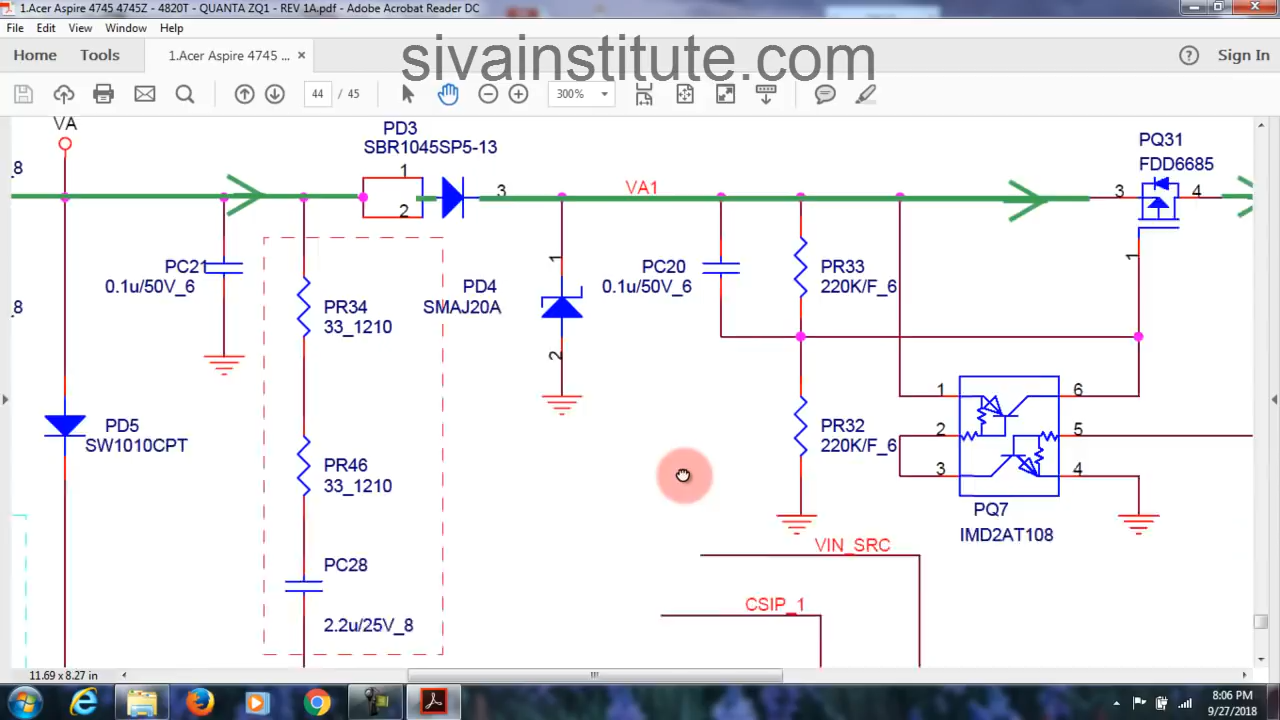 1.Acer Aspire 4745 4745Z - 4820T - QUANTA ZQ1 - REV 1A.pdf - Adobe Acrobat Reader DC
File Edit View Window Help
sivainstitute.com
Home Tools 1.Acer Aspire 4745 ... × ? Sign In
44 / 45 300%
VA
PD3
SBR1045SP5-13
PQ31
FDD6685
_8
1
2
3
VA1
3
4
1
PC21
0.1u/50V_6
PR34
33_1210
PD4
SMAJ20A
1
2
PC20
0.1u/50V_6
PR33
220K/F_6
_8
PD5
SW1010CPT
PR46
33_1210
PR32
220K/F_6
1
2
3
6
5
4
PQ7
IMD2AT108
VIN_SRC
PC28
2.2u/25V_8
CSIP_1
11.69 x 8.27 in
8:06 PM
9/27/2018